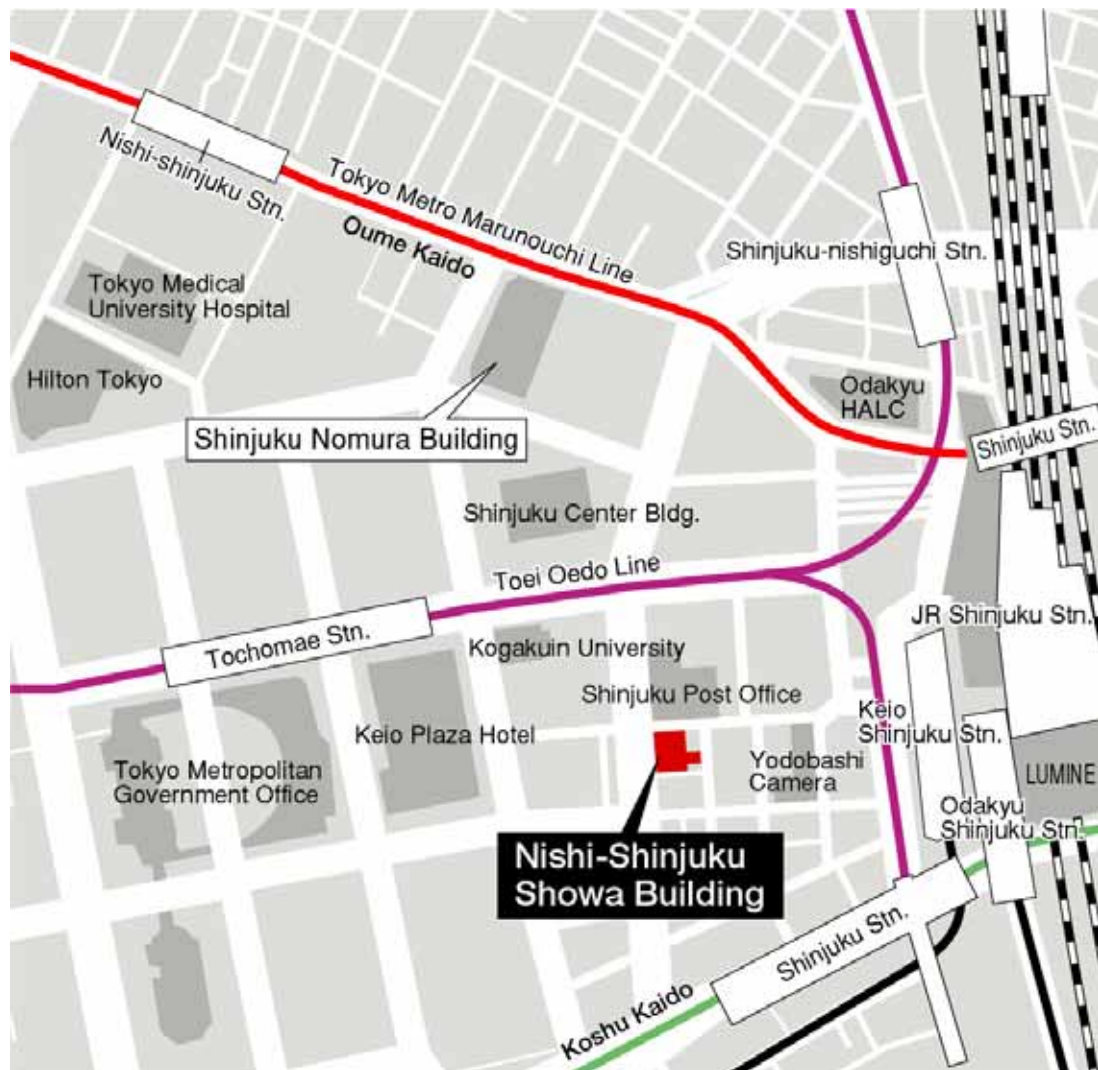 Nishi-shinjuku Stn.
Tokyo Metro Marunouchi Line
Oume Kaido
Shinjuku-nishiguchi Stn.
Tokyo Medical
University Hospital
Hilton Tokyo
Odakyu
HALC
Shinjuku Nomura Building
Shinjuku Stn.
Shinjuku Center Bldg.
Toei Oedo Line
JR Shinjuku Stn.
Tochomae Stn.
Kogakuin University
Shinjuku Post Office
Keio
Shinjuku Stn.
Keio Plaza Hotel
Tokyo Metropolitan
Government Office
Yodobashi
Camera
LUMINE
Odakyu
Shinjuku Stn.
Nishi-Shinjuku
Showa Building
Shinjuku Stn.
Koshu Kaido